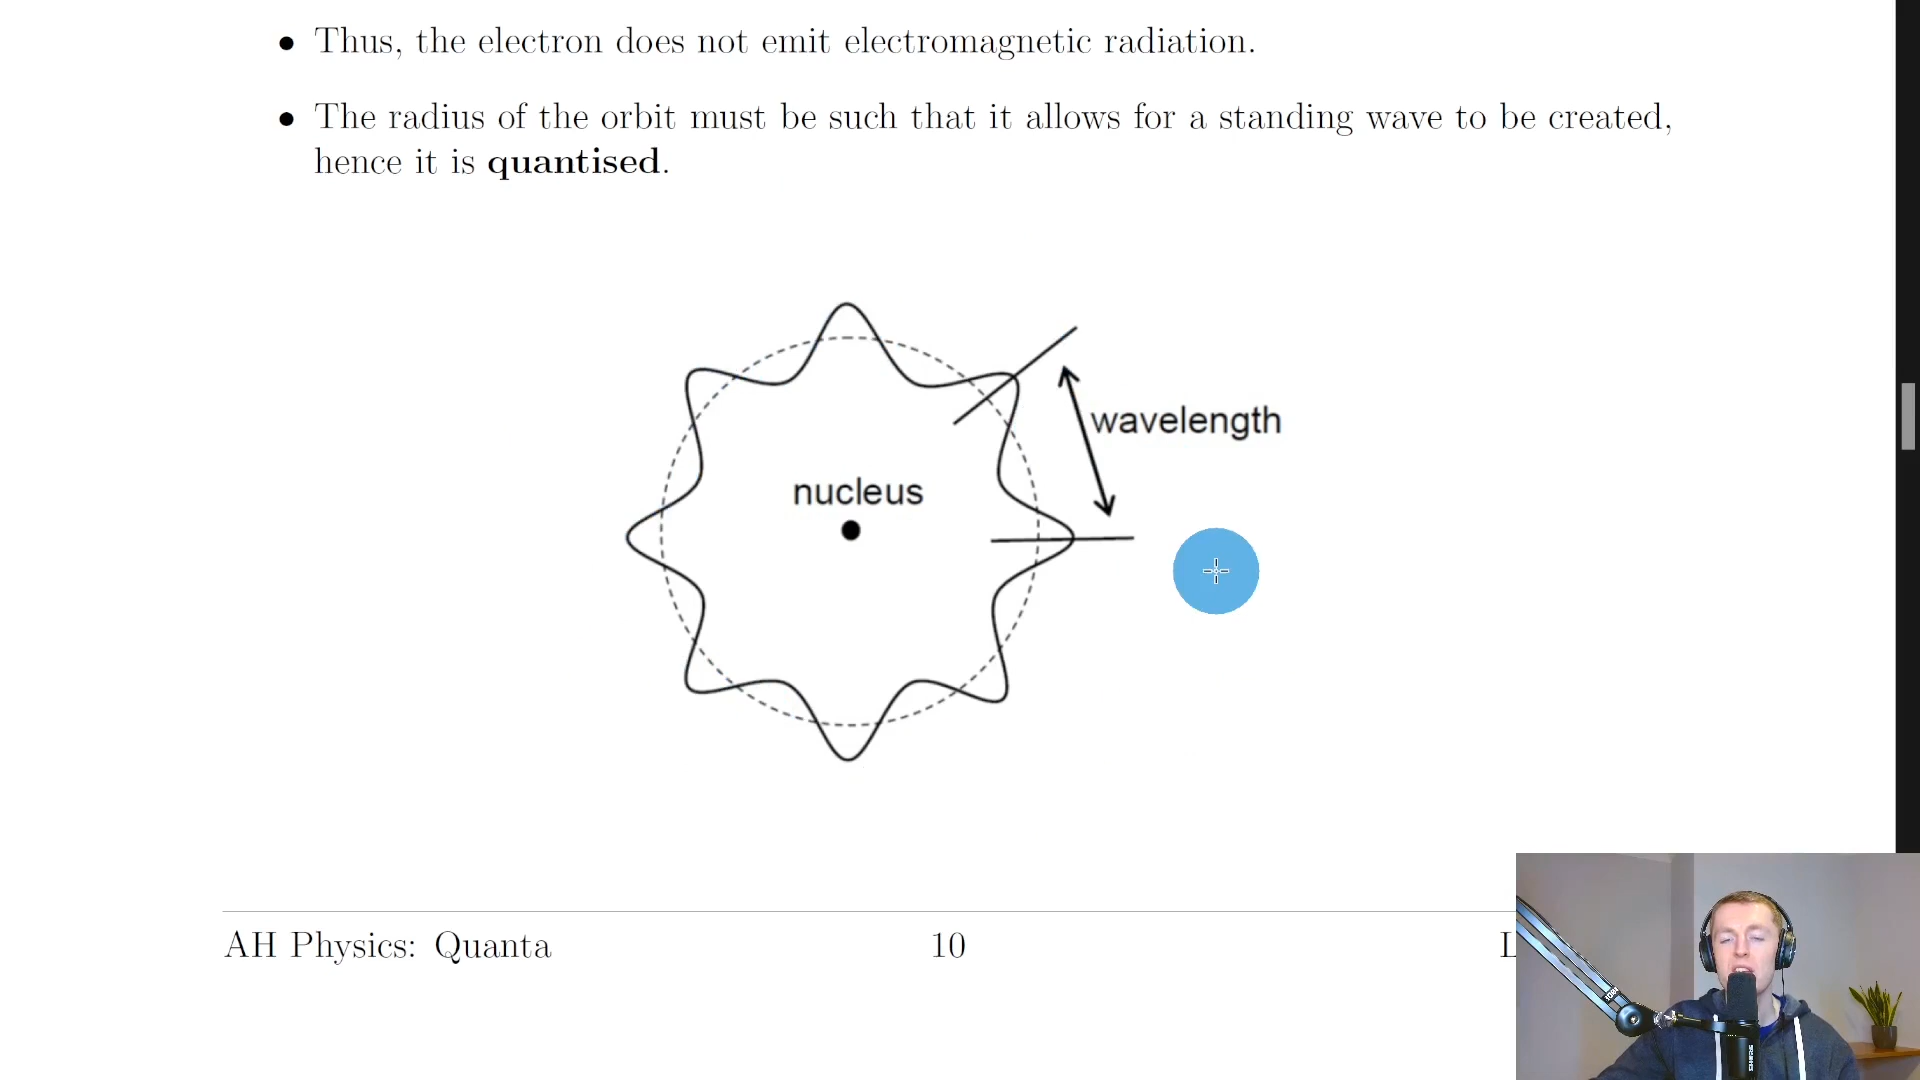 • Thus, the electron does not emit electromagnetic radiation.
• The radius of the orbit must be such that it allows for a standing wave to be created,
hence it is quantised.
wavelength
nucleus
AH Physics: Quanta 10